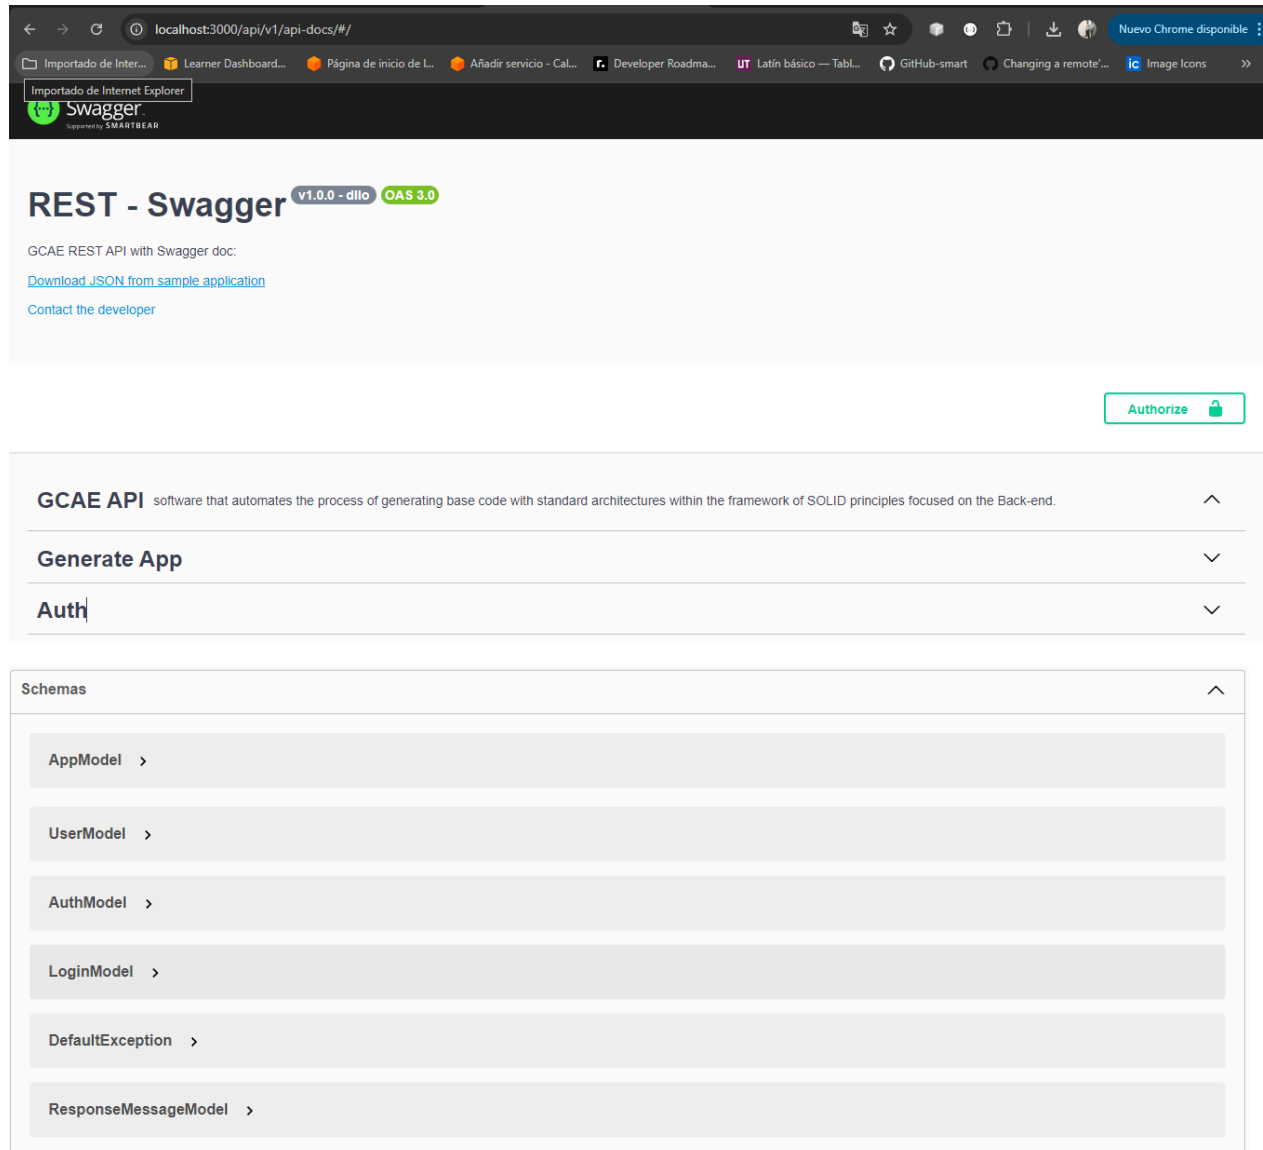 localhost:3000/api/v1/api-docs/#/
Nuevo Chrome disponible
Importado de Inter... Learner Dashboard... Página de inicio de l... Añadir servicio - Cal... r. Developer Roadma... UT Latín básico — Tabl... GitHub-smart Changing a remote'... ic Image Icons »
Importado de Internet Explorer
{···} Swagger.
Supported by SMARTBEAR
REST - Swagger v1.0.0 - dllo OAS 3.0
GCAE REST API with Swagger doc:
Download JSON from sample application
Contact the developer
Authorize
GCAE API software that automates the process of generating base code with standard architectures within the framework of SOLID principles focused on the Back-end.
Generate App
Auth
Schemas
AppModel
UserModel
AuthModel
LoginModel
DefaultException
ResponseMessageModel